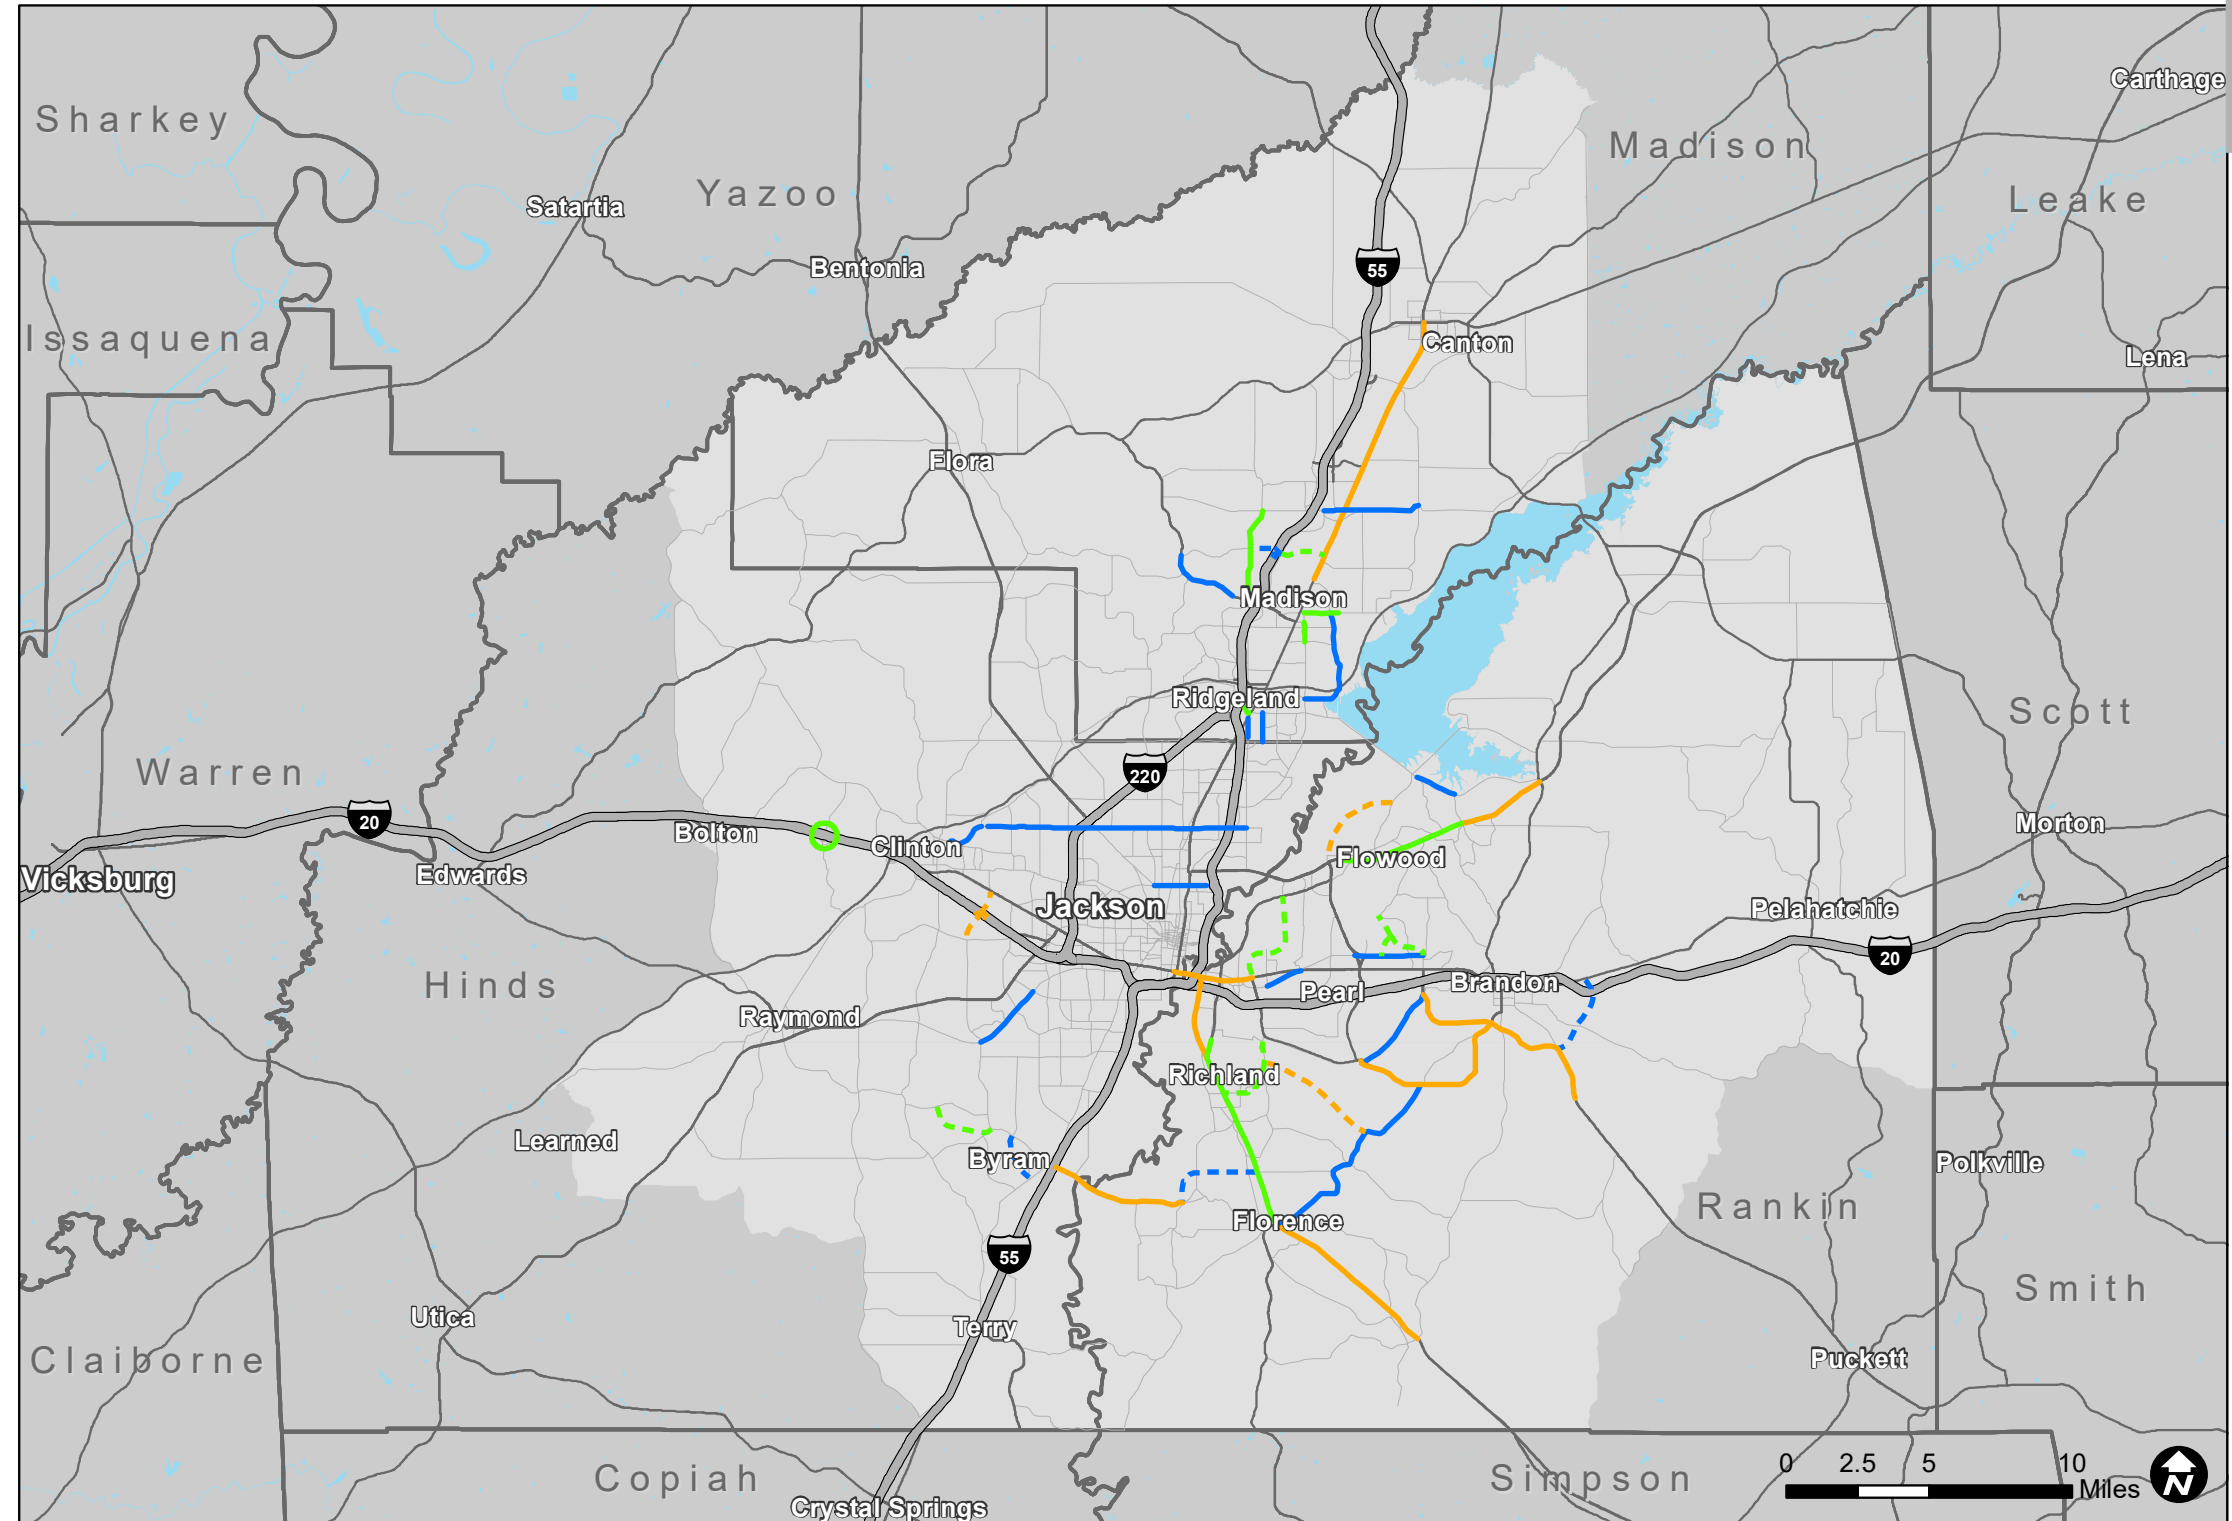 Carthage
Sharkey
Madison
Yazoo
Leake
Satartia
Bentonia
55
Issaquena
Canton
Lena
Flora
Madison
Ridgeland
Scott
Warren
220
20
Bolton
Clinton
Morton
Flowood
Edwards
Vicksburg
Jackson
Pelahatchie
20
Hinds
Brandon
Pearl
Raymond
Richland
Learned
Byram
Polkville
Rankin
Florence
55
Smith
Utica
Terry
Claiborne
Puckett
Copiah
Simpson
0 2.5 5 10
Miles
N
Crystal Springs